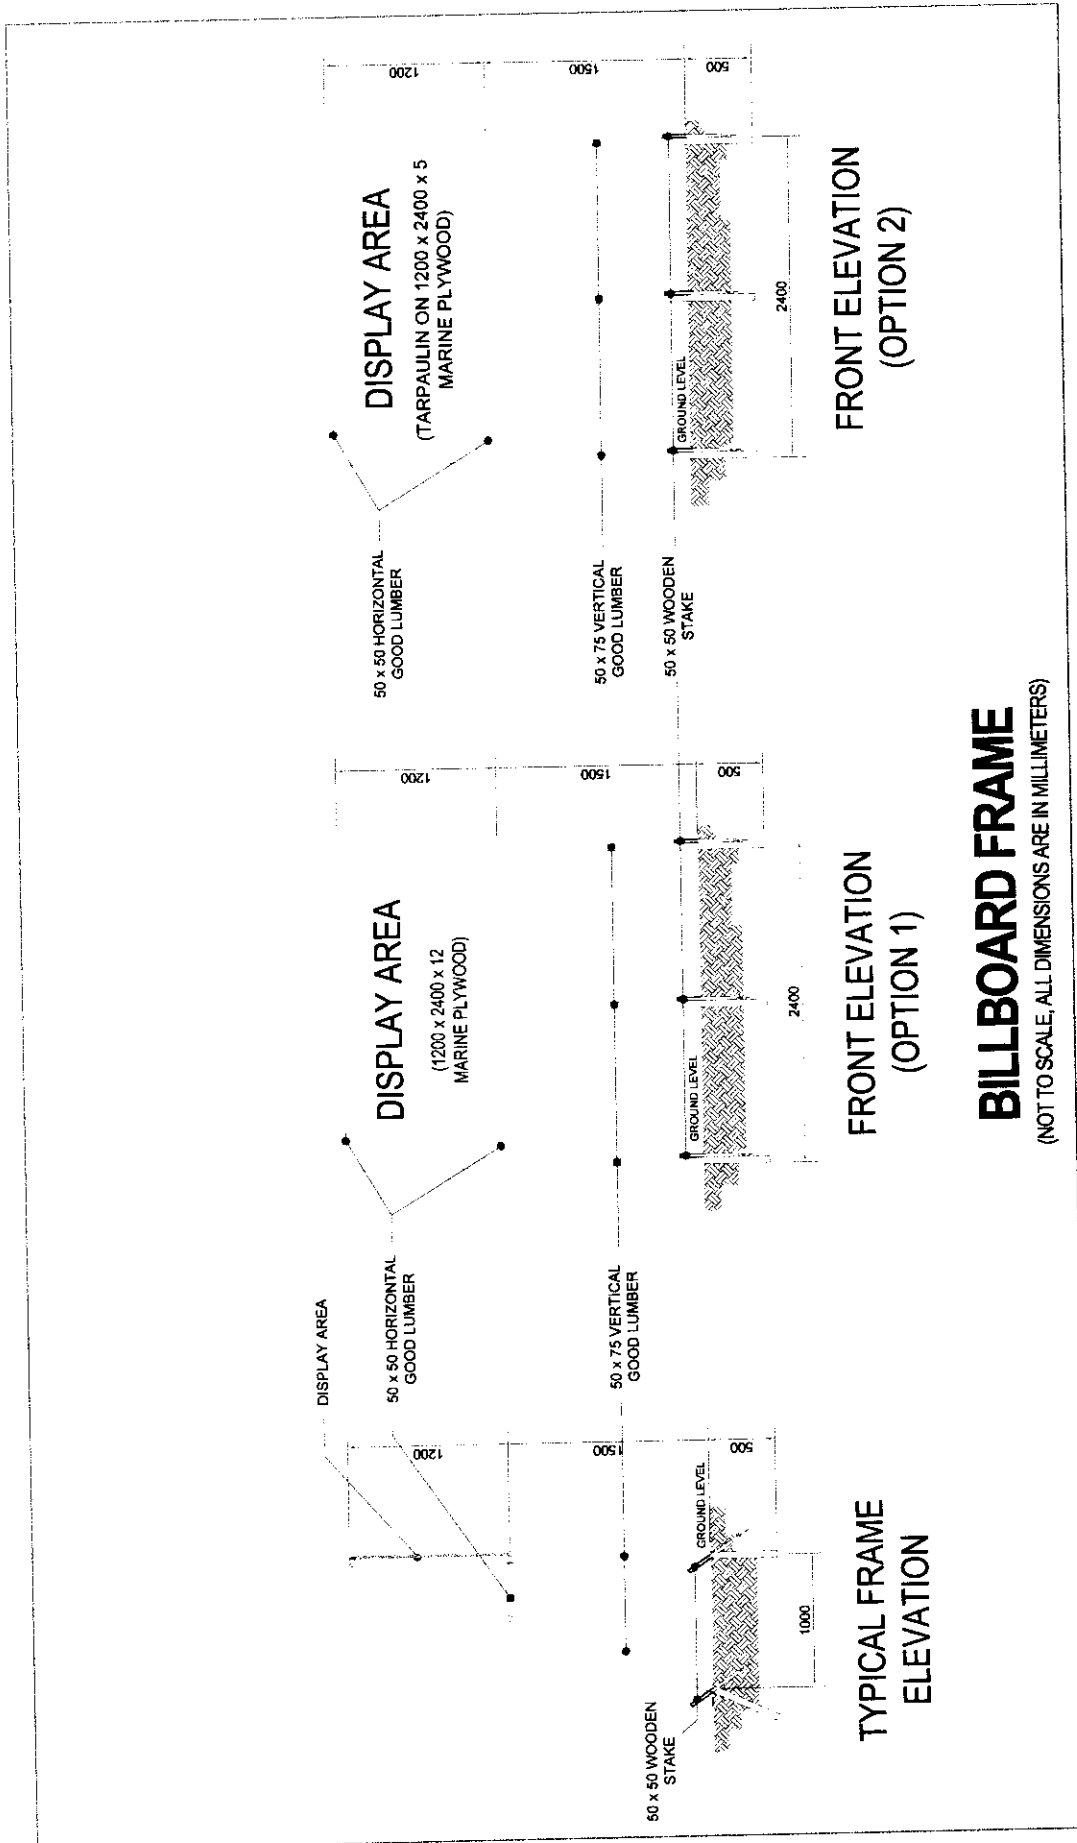 DISPLAY AREA
50 x 50 HORIZONTAL
GOOD LUMBER
1200
50 x 75 VERTICAL
GOOD LUMBER
1500
50 x 50 WOODEN
STAKE
GROUND LEVEL
500
1000
TYPICAL FRAME
ELEVATION
DISPLAY AREA
(1200 x 2400 x 12
MARINE PLYWOOD)
1200
1500
GROUND LEVEL
500
2400
FRONT ELEVATION
(OPTION 1)
50 x 50 HORIZONTAL
GOOD LUMBER
50 x 75 VERTICAL
GOOD LUMBER
50 x 50 WOODEN
STAKE
DISPLAY AREA
(TARPAULIN ON 1200 x 2400 x 5
MARINE PLYWOOD)
1200
1500
GROUND LEVEL
500
2400
FRONT ELEVATION
(OPTION 2)
BILLBOARD FRAME
(NOT TO SCALE, ALL DIMENSIONS ARE IN MILLIMETERS)